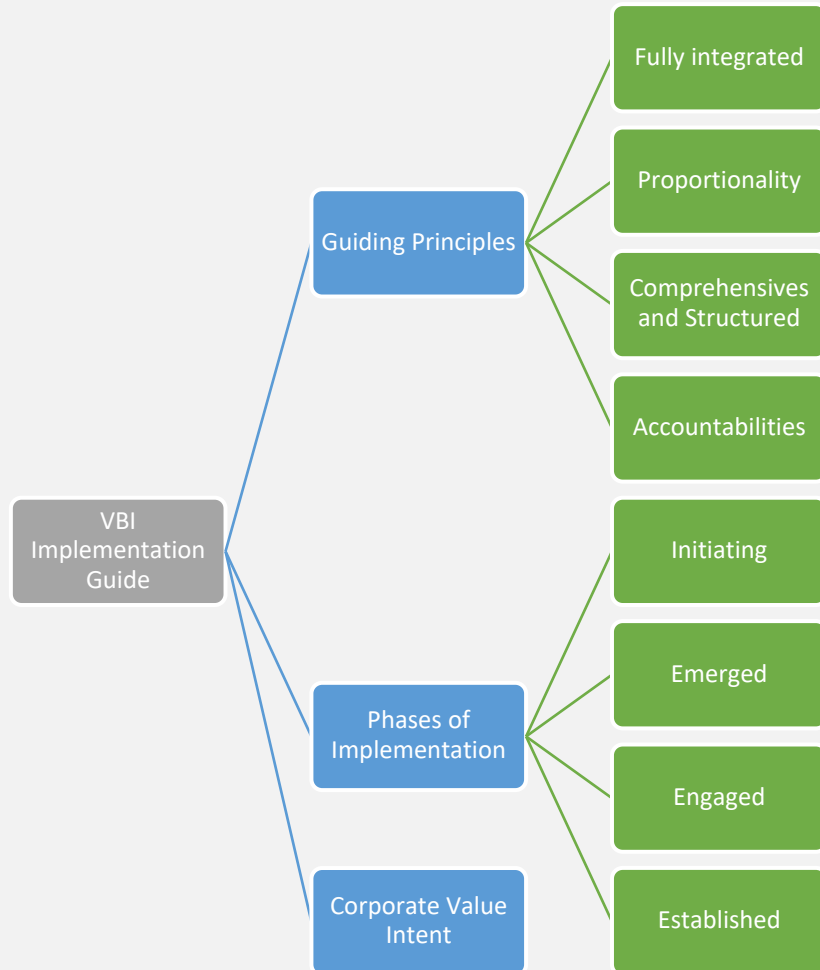 VBI
Implementation
Guide
Guiding Principles
Fully integrated
Proportionality
Comprehensives
and Structured
Accountabilities
Phases of
Implementation
Initiating
Emerged
Engaged
Established
Corporate Value
Intent